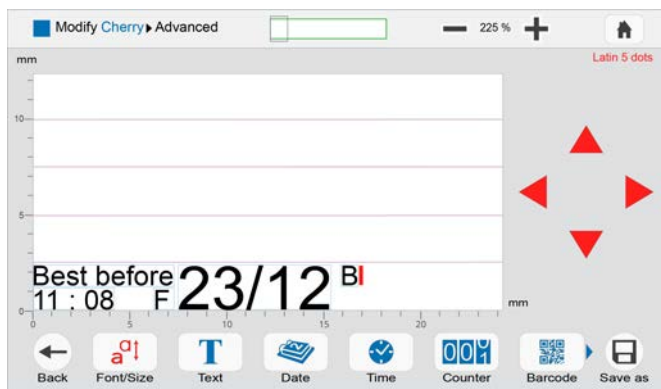 Modify Cherry ▸ Advanced
225 %
mm
Latin 5 dots
10
5
Best before 23/12 B
11 : 08 F
mm
0
0 5 10 15 20
Back Font/Size Text Date Time Counter Barcode Save as